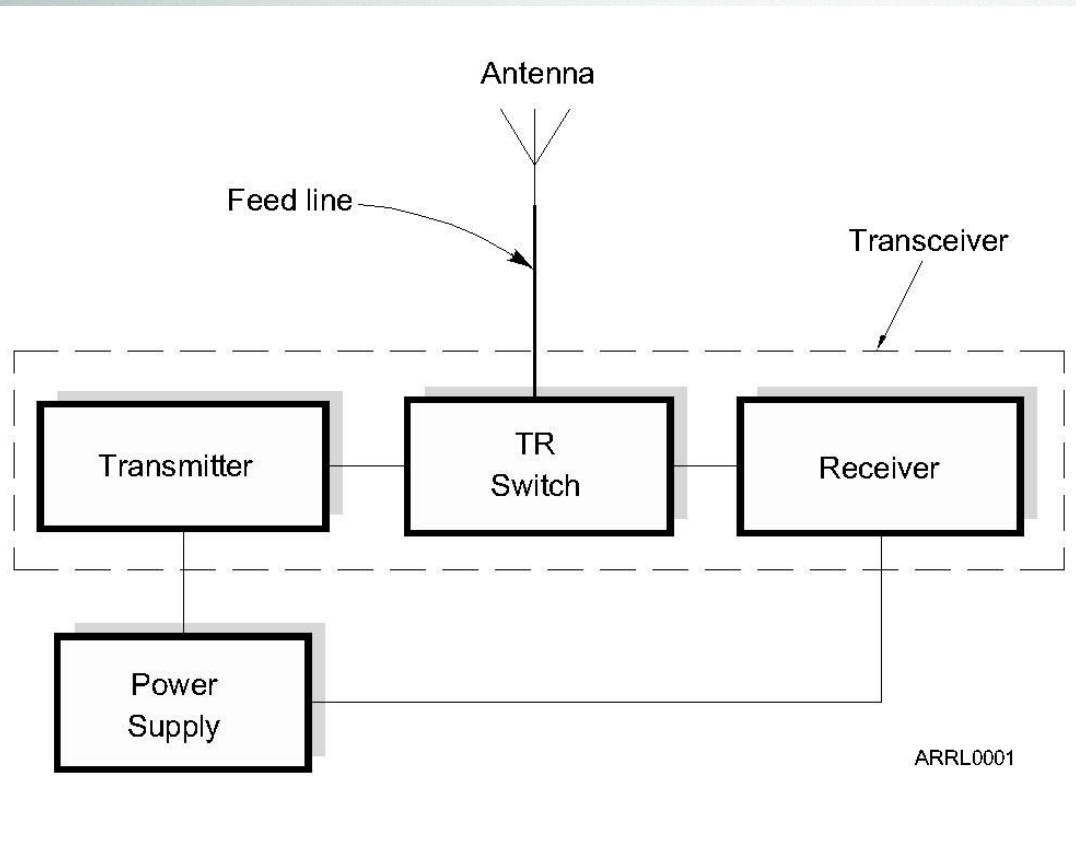 Antenna
Feed line
Transceiver
Transmitter
TR
Switch
Receiver
Power
Supply
ARRL0001